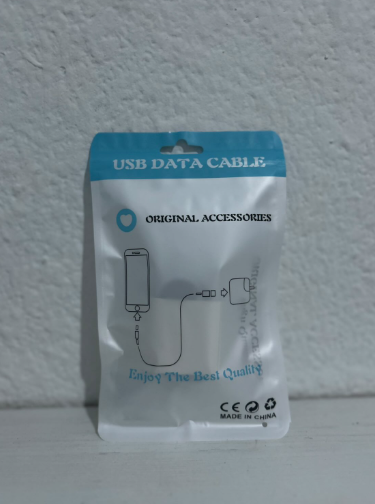 USB DATA CABLE
ORIGINAL ACCESSORIES
Enjoy The Best Quality
CE
MADE IN CHINA